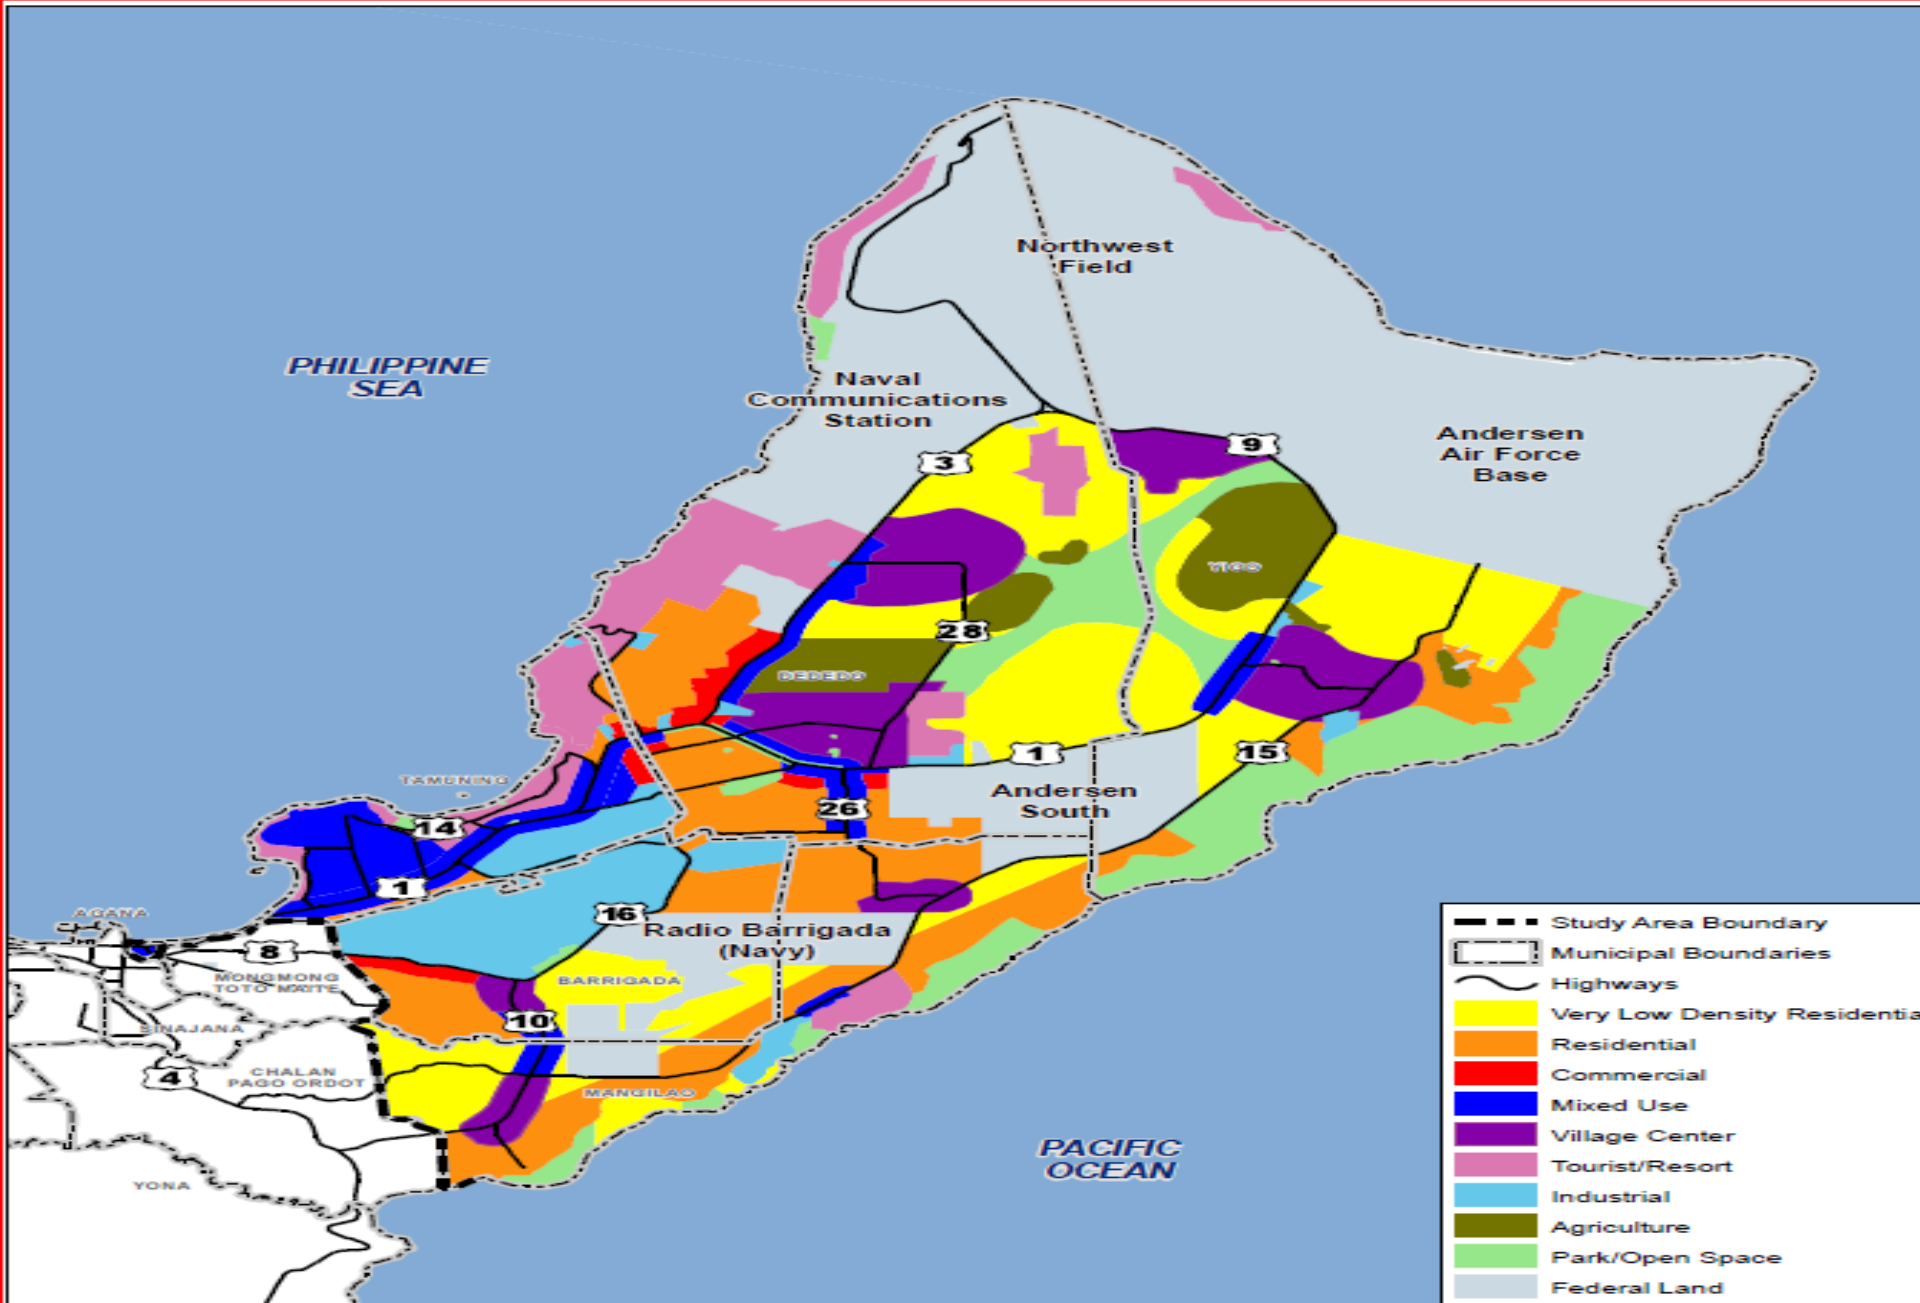 Northwest
Field
PHILIPPINE
SEA
Naval
Communications
Station
Andersen
Air Force
Base
9
3
YIGO
28
DEDEDO
1
15
TAMUNING
Andersen
South
26
14
1
AGANA
16
Radio Barrigada
(Navy)
8
MONGMONG
TOTO MAITE
BARRIGADA
SINAJANA
10
4
CHALAN
PAGO ORDOT
MANGILAO
YONA
PACIFIC
OCEAN
Study Area Boundary
Municipal Boundaries
Highways
Very Low Density Residentia
Residential
Commercial
Mixed Use
Village Center
Tourist/Resort
Industrial
Agriculture
Park/Open Space
Federal Land